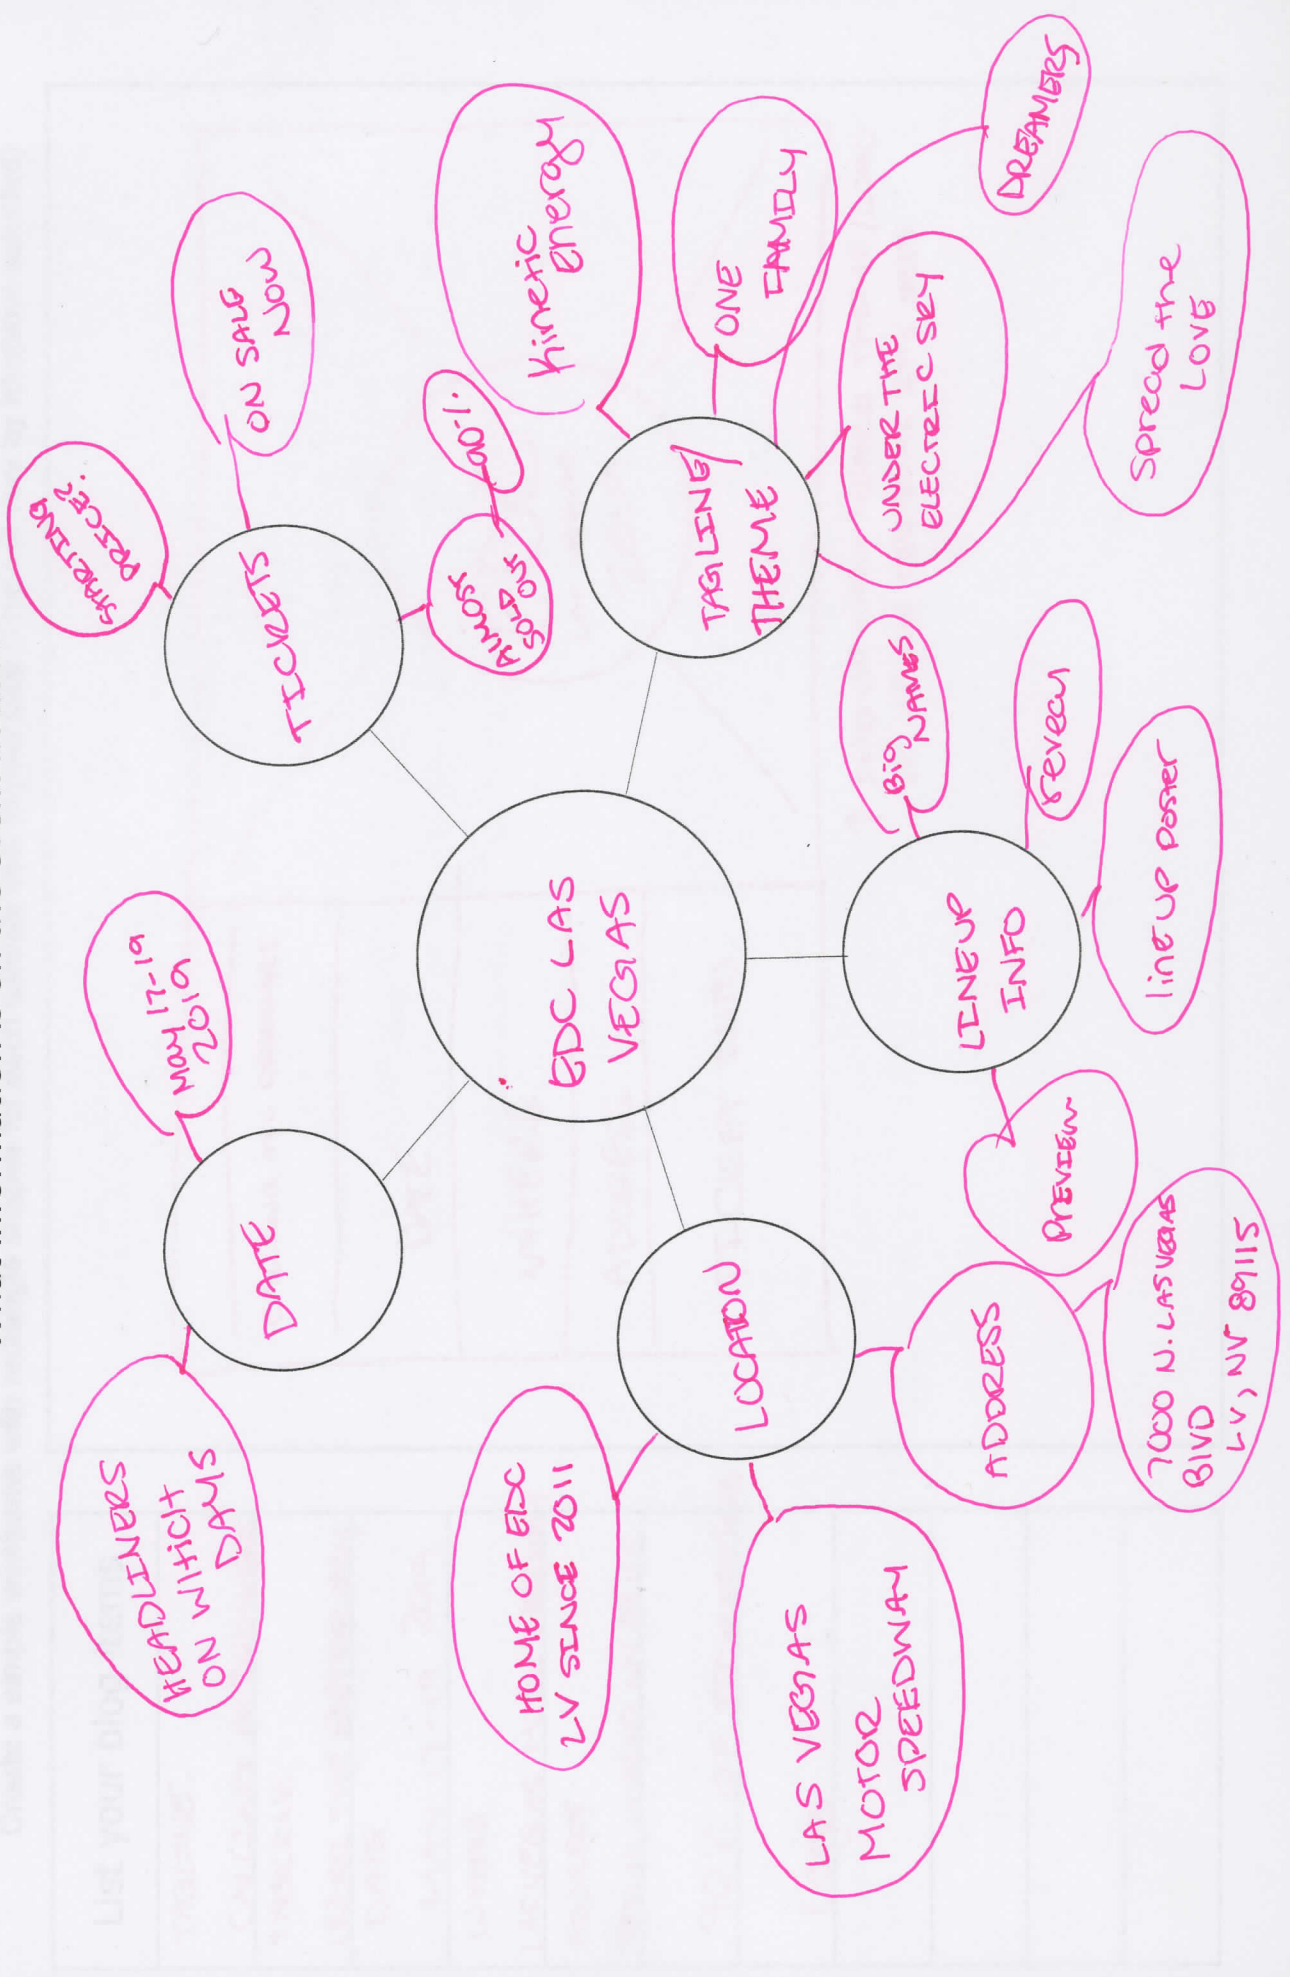 EDC LAS
VEGAS
DATE
MAY 17-19
2019
HEADLINERS
ON WHICH
DAYS
TICKETS
STARTING
PRICE?
ON SALE
NOW
AlMOST
SOLD OUT
90%
TAGLINE/
THEME
kinetic
energy
ONE
FAMILY
DREAMERS
UNDER THE
ELECTRIC SKY
Spread the
LOVE
LINEUP
INFO
BiG
NAMES
reveal
line UP poster
PrEVIEW
LOCATION
HOME OF EDC
LV SINCE 2011
LAS VEGAS
MOTOR
SPEEDWAY
ADDRESS
7000 N. LAS VEGAS
BlVD
LV, NV 89115